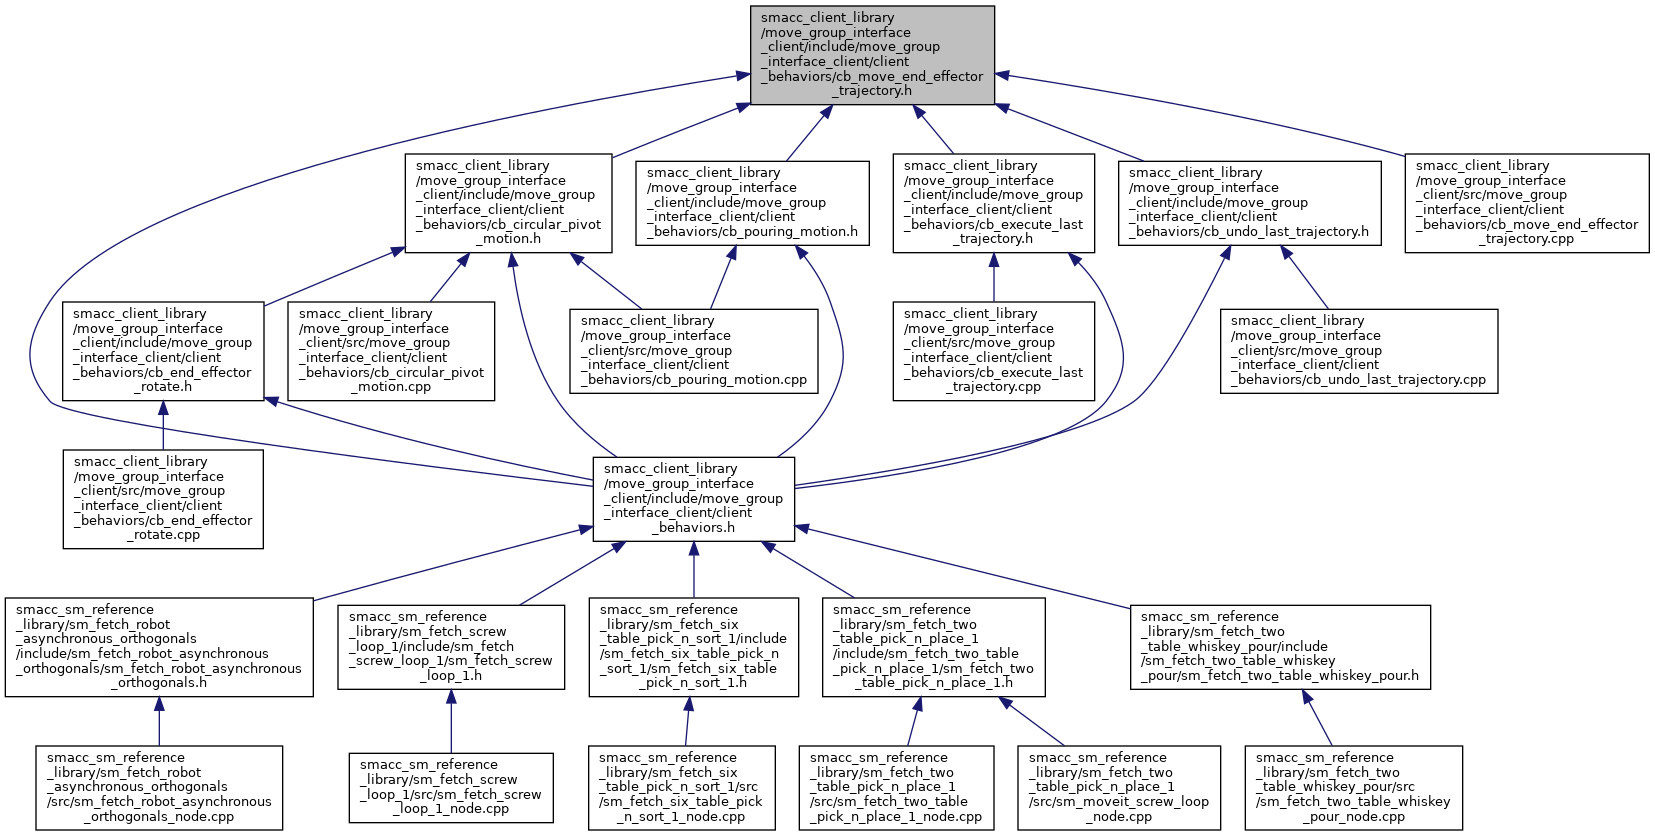 smacc_client_library
/move_group_interface
_client/include/move_group
_interface_client/client
_behaviors/cb_move_end_effector
_trajectory.h
smacc_client_library
/move_group_interface
_client/include/move_group
_interface_client/client
_behaviors/cb_circular_pivot
_motion.h
smacc_client_library
/move_group_interface
_client/include/move_group
_interface_client/client
_behaviors/cb_pouring_motion.h
smacc_client_library
/move_group_interface
_client/include/move_group
_interface_client/client
_behaviors/cb_execute_last
_trajectory.h
smacc_client_library
/move_group_interface
_client/include/move_group
_interface_client/client
_behaviors/cb_undo_last_trajectory.h
smacc_client_library
/move_group_interface
_client/src/move_group
_interface_client/client
_behaviors/cb_move_end_effector
_trajectory.cpp
smacc_client_library
/move_group_interface
_client/include/move_group
_interface_client/client
_behaviors/cb_end_effector
_rotate.h
smacc_client_library
/move_group_interface
_client/src/move_group
_interface_client/client
_behaviors/cb_circular_pivot
_motion.cpp
smacc_client_library
/move_group_interface
_client/src/move_group
_interface_client/client
_behaviors/cb_pouring_motion.cpp
smacc_client_library
/move_group_interface
_client/src/move_group
_interface_client/client
_behaviors/cb_execute_last
_trajectory.cpp
smacc_client_library
/move_group_interface
_client/src/move_group
_interface_client/client
_behaviors/cb_undo_last_trajectory.cpp
smacc_client_library
/move_group_interface
_client/src/move_group
_interface_client/client
_behaviors/cb_end_effector
_rotate.cpp
smacc_client_library
/move_group_interface
_client/include/move_group
_interface_client/client
_behaviors.h
smacc_sm_reference
_library/sm_fetch_robot
_asynchronous_orthogonals
/include/sm_fetch_robot_asynchronous
_orthogonals/sm_fetch_robot_asynchronous
_orthogonals.h
smacc_sm_reference
_library/sm_fetch_screw
_loop_1/include/sm_fetch
_screw_loop_1/sm_fetch_screw
_loop_1.h
smacc_sm_reference
_library/sm_fetch_six
_table_pick_n_sort_1/include
/sm_fetch_six_table_pick_n
_sort_1/sm_fetch_six_table
_pick_n_sort_1.h
smacc_sm_reference
_library/sm_fetch_two
_table_pick_n_place_1
/include/sm_fetch_two_table
_pick_n_place_1/sm_fetch_two
_table_pick_n_place_1.h
smacc_sm_reference
_library/sm_fetch_two
_table_whiskey_pour/include
/sm_fetch_two_table_whiskey
_pour/sm_fetch_two_table_whiskey_pour.h
smacc_sm_reference
_library/sm_fetch_robot
_asynchronous_orthogonals
/src/sm_fetch_robot_asynchronous
_orthogonals_node.cpp
smacc_sm_reference
_library/sm_fetch_screw
_loop_1/src/sm_fetch_screw
_loop_1_node.cpp
smacc_sm_reference
_library/sm_fetch_six
_table_pick_n_sort_1/src
/sm_fetch_six_table_pick
_n_sort_1_node.cpp
smacc_sm_reference
_library/sm_fetch_two
_table_pick_n_place_1
/src/sm_fetch_two_table
_pick_n_place_1_node.cpp
smacc_sm_reference
_library/sm_fetch_two
_table_pick_n_place_1
/src/sm_moveit_screw_loop
_node.cpp
smacc_sm_reference
_library/sm_fetch_two
_table_whiskey_pour/src
/sm_fetch_two_table_whiskey
_pour_node.cpp